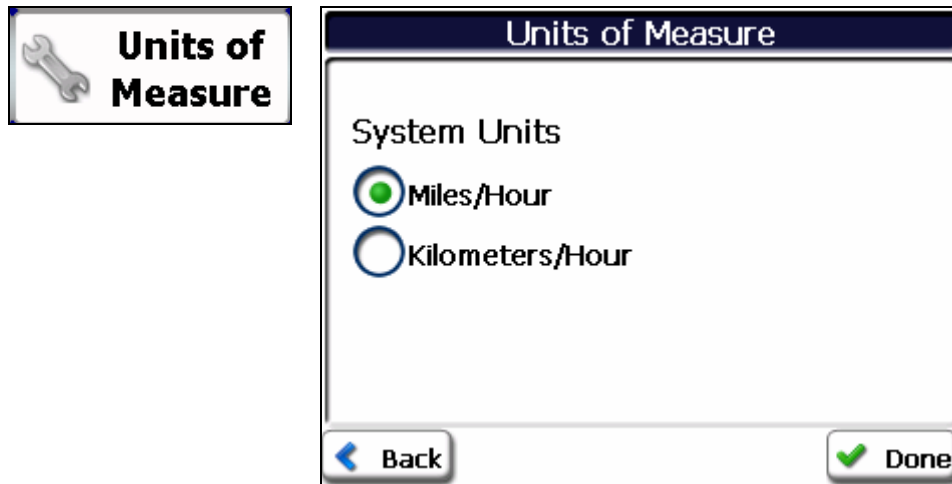 Units of
Measure
Units of Measure
System Units
Miles/Hour
Kilometers/Hour
Back
Done